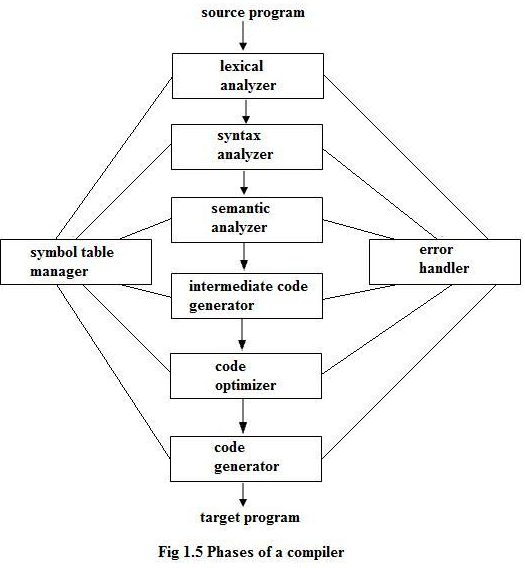 source program
lexical
analyzer
syntax
analyzer
semantic
analyzer
symbol table
manager
error
handler
intermediate code
generator
code
optimizer
code
generator
target program
Fig 1.5 Phases of a compiler